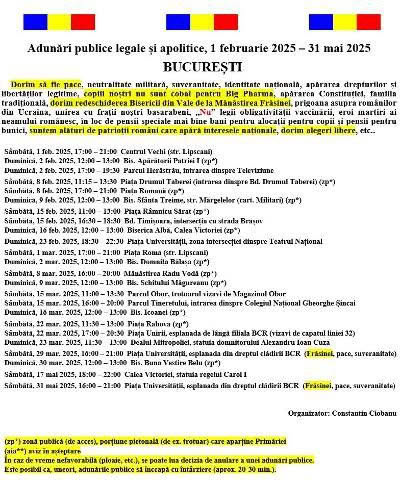 Adunări publice legale și apolitice, 1 februarie 2025 – 31 mai 2025
BUCUREȘTI
Dorim să fie pace, neutralitate militară, suveranitate, identitate națională, apărarea drepturilor si
libertăților legitime, copiii noștri nu sunt cobai pentru Big Pharma, apărarea Constituției, familia
tradițională, dorim redeschiderea Bisericii din Vale de la Mănăstirea Frăsinei, prigoana asupra românilor
din Ucraina, unirea cu frații noștri basarabeni, „Nu” legii obligativității vaccinării, eroi martiri ai
neamului românesc, în loc de pensii speciale mai bine bani pentru alocații pentru copii și pensii pentru
bunici, suntem alături de patrioții români care apără interesele naționale, dorim alegeri libere, etc..
Sâmbătă, 1 feb. 2025, 17:00 – 21:00 Centrul Vechi (str. Lipscani)
Duminică, 2 feb. 2025, 12:00 – 13:00 Bis. Apărătorii Patriei I (zp*)
Duminică, 2 feb. 2025, 17:00 – 19:30 Parcul Herăstrău, intrarea dinspre Televiziune
Sâmbătă, 8 feb. 2025, 11:15 – 13:30 Piața Drumul Taberei (intrarea dinspre Bd. Drumul Taberei) (zp*)
Sâmbătă, 8 feb. 2025, 17:00 – 21:00 Piața Romană (zp*)
Duminică, 9 feb. 2025, 12:00 – 13:00 Bis. Sfânta Treime, str. Mărgelelor (cart. Militari) (zp*)
Sâmbătă, 15 feb. 2025, 11:00 – 13:00 Piața Râmnicu Sărat (zp*)
Sâmbătă, 15 feb. 2025, 16:30 – 18:30 Bd. Timișoara, intersecția cu strada Brașov
Duminică, 16 feb. 2025, 12:00 – 13:00 Biserica Albă, Calea Victoriei (zp*)
Duminică, 23 feb. 2025, 18:30 – 22:30 Piața Universității, zona intersecției dinspre Teatrul Național
Sâmbătă, 1 mar. 2025, 17:00 – 21:00 Piața Roma (str. Lipscani)
Duminică, 2 mar. 2025, 12:00 – 13:00 Bis. Domnița Bălașa (zp*)
Sâmbătă, 8 mar. 2025, 16:00 – 20:00 Mănăstirea Radu Vodă (zp*)
Duminică, 9 mar. 2025, 12:00 – 13:00 Bis. Schitul Măgureanu (zp*)
Sâmbătă, 15 mar. 2025, 11:00 – 13:30 Parcul Obor, trotuarul vizavi de Magazinul Obor
Sâmbătă, 15 mar. 2025, 16:00 – 20:00 Parcul Tineretului, intrarea dinspre Colegiul Național Gheorghe Șincai
Duminică, 16 mar. 2025, 12:00 – 13:00 Bis. Icoanei (zp*)
Sâmbătă, 22 mar. 2025, 11:30 – 13:00 Piața Rahova (zp*)
Sâmbătă, 22 mar. 2025, 17:00 – 20:30 Piața Unirii, esplanada de lângă filiala BCR (vizavi de capatul liniei 32)
Duminică, 23 mar. 2025, 11:30 – 13:00 Dealul Mitropoliei, statuia domnitorului Alexandru Ioan Cuza
Sâmbătă, 29 mar. 2025, 16:00 – 21:00 Piața Universității, esplanada din dreptul clădirii BCR (Frăsinei, pace, suveranitate)
Duminică, 30 mar. 2025, 12:00 – 13:00 Bis. Buna Vestire Belu (zp*)
Sâmbătă, 17 mai 2025, 18:00 – 22:00 Calea Victoriei, statuia regelui Carol I
Sâmbătă, 31 mai 2025, 16:00 – 21:00 Piața Universității, esplanada din dreptul clădirii BCR (Frăsinei, pace, suveranitate)
Organizator: Constantin Ciobanu
(zp*) zonă publică (de acces), porțiune pietonală (de ex. trotuar) care aparține Primăriei
(aia**) aviz în așteptare
În caz de vreme nefavorabilă (ploaie, etc.), se poate lua decizia de anulare a unei adunări publice.
Este posibil ca, uneori, adunările publice să înceapă cu întârziere (aprox. 20-30 min.).